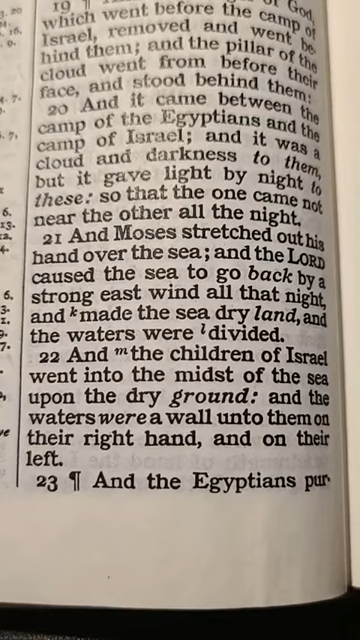 19 ¶ of God,
which went before the camp of
Israel, removed and went be-
hind them; and the pillar of the
cloud went from before their
face, and stood behind them:
20 And it came between the
camp of the Egyptians and the
camp of Israel; and it was a
cloud and darkness to them,
but it gave light by night to
these: so that the one came not
near the other all the night.
21 And Moses stretched out his
hand over the sea; and the LORD
caused the sea to go back by a
strong east wind all that night,
and k made the sea dry land, and
the waters were l divided.
22 And m the children of Israel
went into the midst of the sea
upon the dry ground: and the
waters were a wall unto them on
their right hand, and on their
left.
23 ¶ And the Egyptians pur-